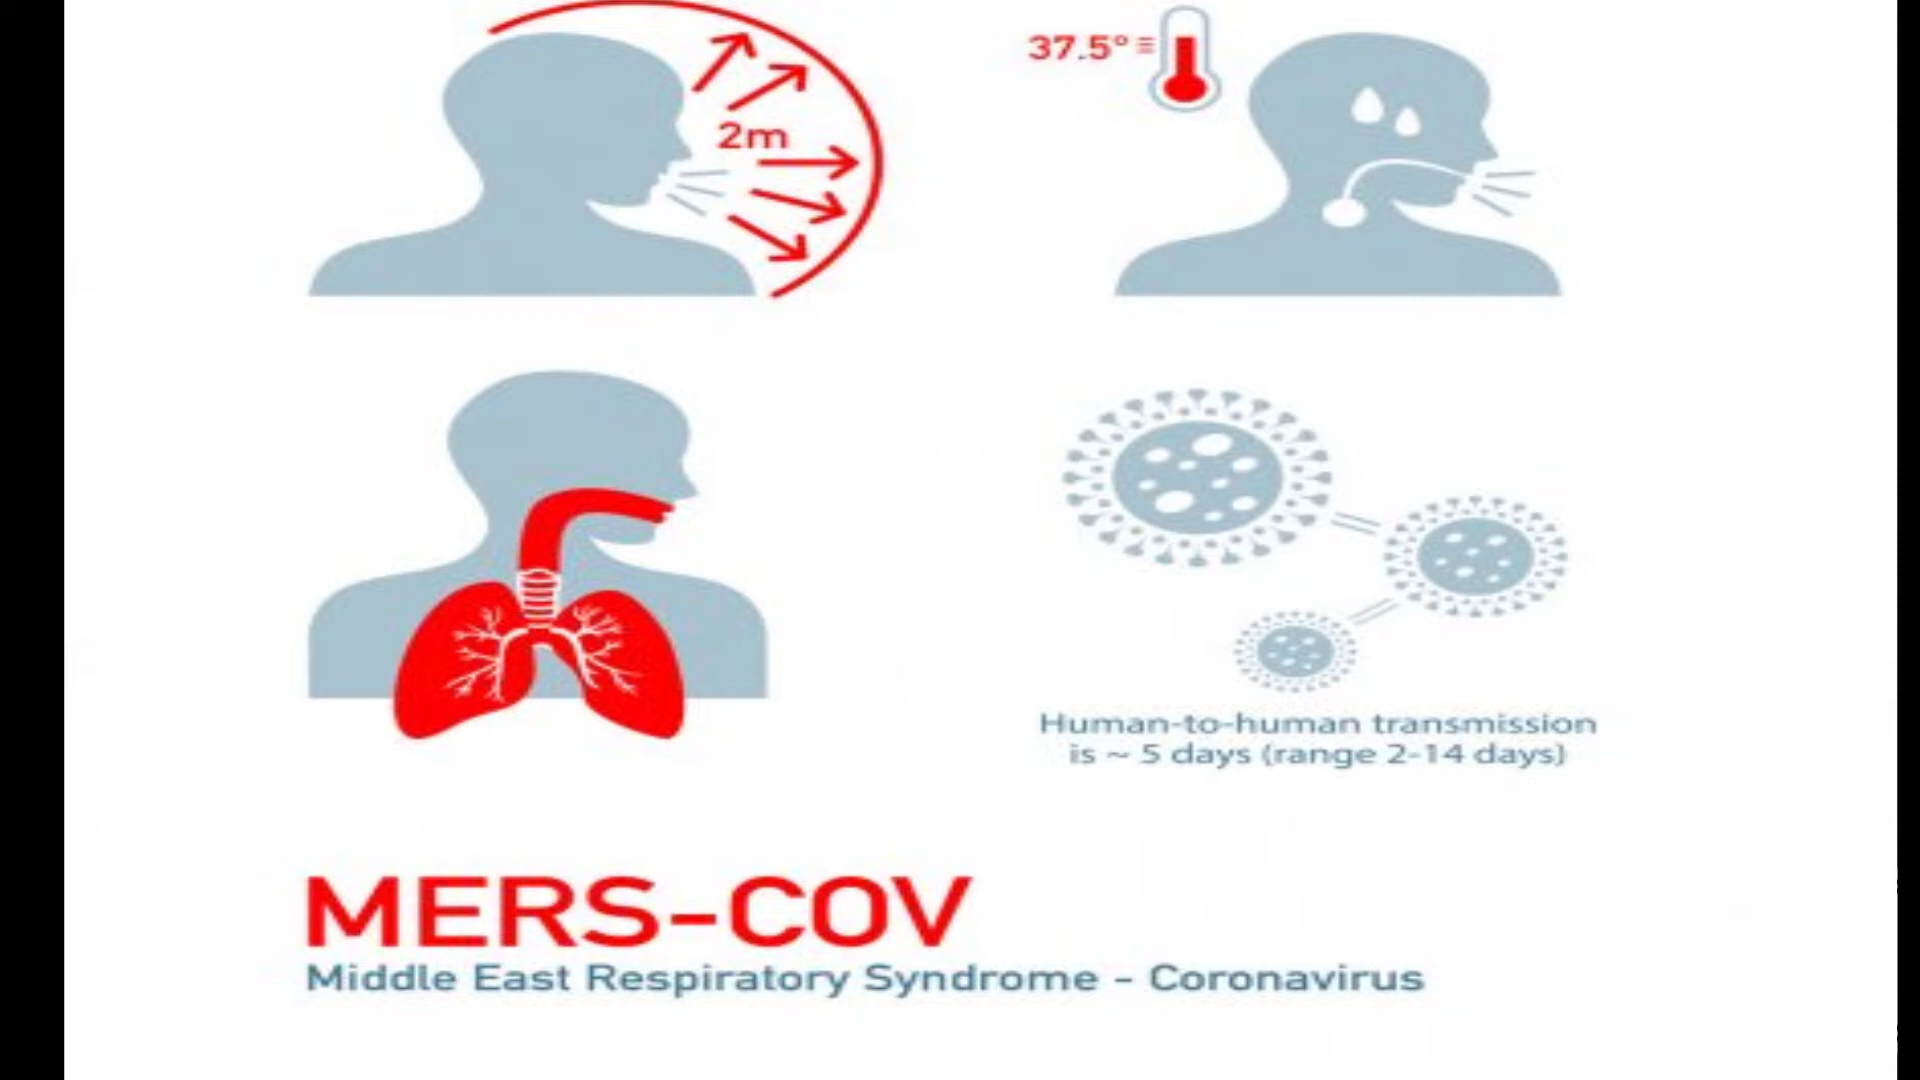 2m
37.5°
Human-to-human transmission
is ~ 5 days (range 2-14 days)
MERS-COV
Middle East Respiratory Syndrome - Coronavirus